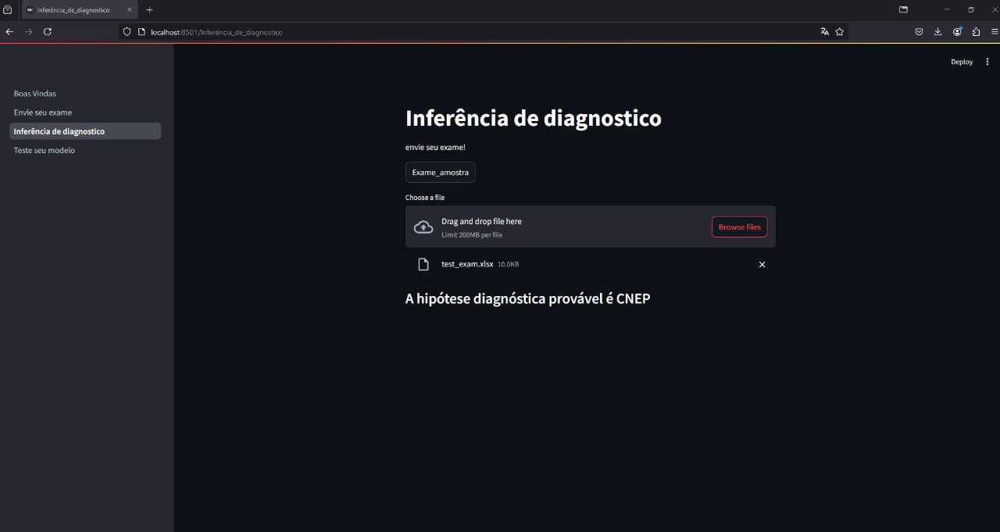 Inferência_de_diagnostico
localhost:8501/Inferência_de_diagnostico
Deploy
Boas Vindas
Envie seu exame
Inferência de diagnostico
Teste seu modelo
Inferência de diagnostico
envie seu exame!
Exame_amostra
Choose a file
Drag and drop file here
Limit 200MB per file
Browse files
test_exam.xlsx 10.0KB
A hipótese diagnóstica provável é CNEP